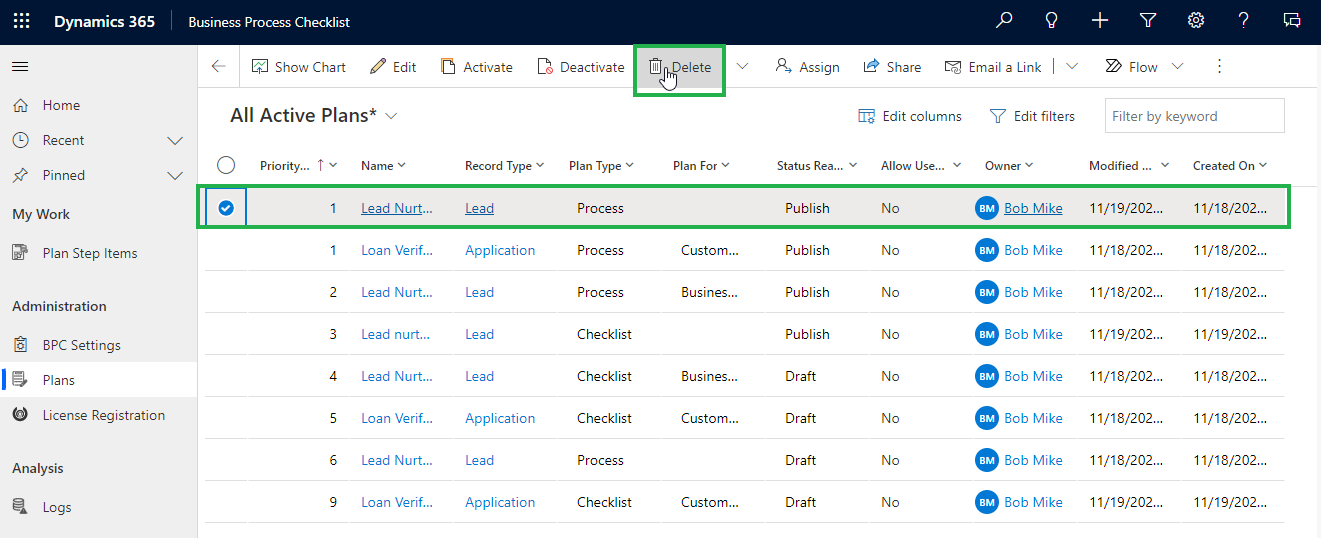 Dynamics 365 Business Process Checklist
Show Chart Edit Activate Deactivate Delete Assign Share Email a Link Flow
Home
Recent
Pinned
My Work
Plan Step Items
Administration
BPC Settings
Plans
License Registration
Analysis
Logs
All Active Plans*
Edit columns Edit filters Filter by keyword
Priority... Name Record Type Plan Type Plan For Status Rea... Allow Use... Owner Modified ... Created On
1 Lead Nurt... Lead Process Publish No BM Bob Mike 11/19/202... 11/18/202...
1 Loan Verif... Application Process Custom... Publish No BM Bob Mike 11/18/202... 11/18/202...
2 Lead Nurt... Lead Process Busines... Publish No BM Bob Mike 11/18/202... 11/18/202...
3 Lead nurt... Lead Checklist Publish No BM Bob Mike 11/19/202... 11/19/202...
4 Lead Nurt... Lead Checklist Busines... Draft No BM Bob Mike 11/18/202... 11/18/202...
5 Loan Verif... Application Checklist Custom... Draft No BM Bob Mike 11/18/202... 11/18/202...
6 Lead Nurt... Lead Process Draft No BM Bob Mike 11/18/202... 11/18/202...
9 Loan Verif... Application Checklist Custom... Draft No BM Bob Mike 11/19/202... 11/19/202...